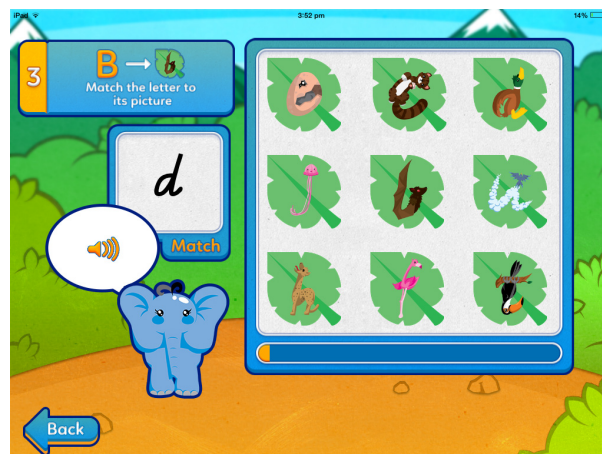 iPad
3:52 pm
14%
3
B
b
Match the letter to
its picture
d
Match
Back